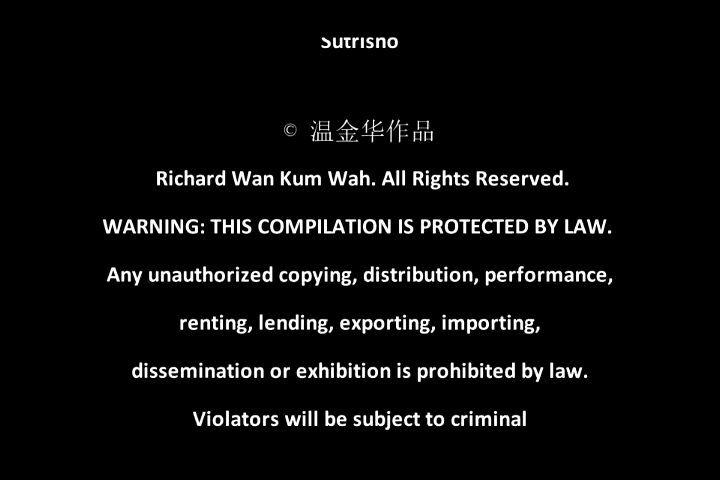 Sutrisno
© 温金华作品
Richard Wan Kum Wah. All Rights Reserved.
WARNING: THIS COMPILATION IS PROTECTED BY LAW.
Any unauthorized copying, distribution, performance,
renting, lending, exporting, importing,
dissemination or exhibition is prohibited by law.
Violators will be subject to criminal